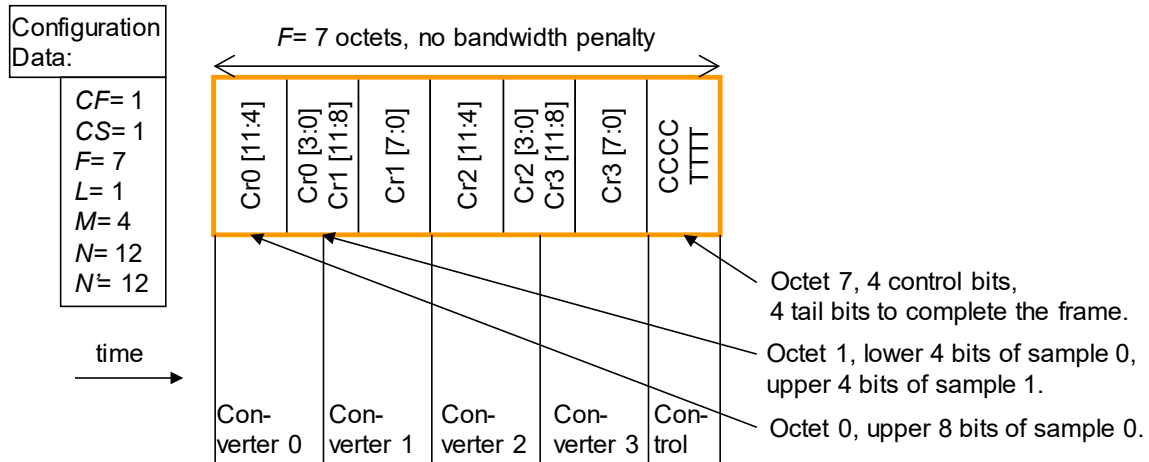 Configuration
Data:
CF= 1
CS= 1
F= 7
L= 1
M= 4
N= 12
N'= 12
time
F= 7 octets, no bandwidth penalty
Cr0 [11:4]
Cr0 [3:0]
Cr1 [11:8]
Cr1 [7:0]
Cr2 [11:4]
Cr2 [3:0]
Cr3 [11:8]
Cr3 [7:0]
CCCC
TTTT
Octet 7, 4 control bits,
4 tail bits to complete the frame.
Octet 1, lower 4 bits of sample 0,
upper 4 bits of sample 1.
Octet 0, upper 8 bits of sample 0.
Con-
verter 0
Con-
verter 1
Con-
verter 2
Con-
verter 3
Con-
trol